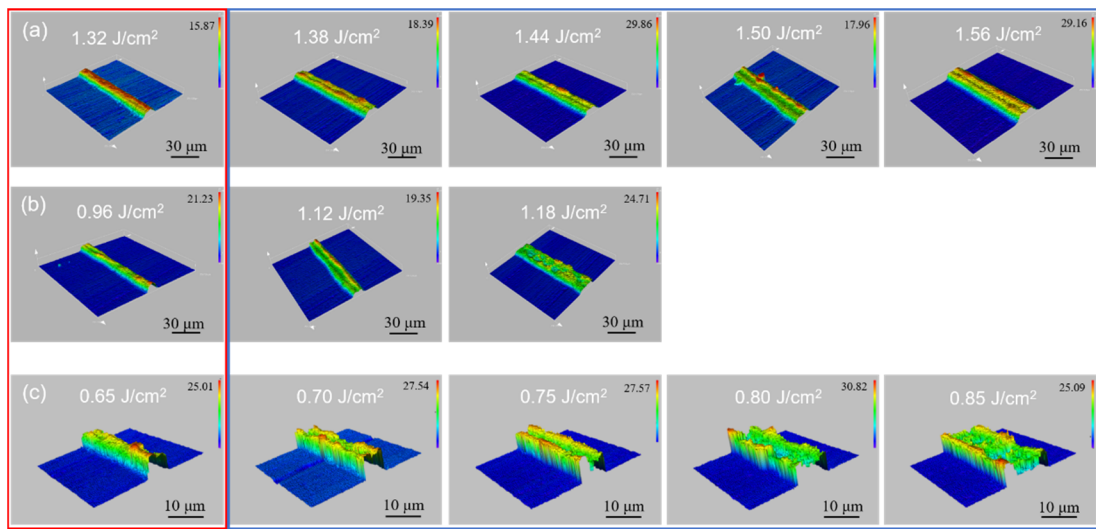 (a)
1.32 J/cm²
15.87
30 μm
1.38 J/cm²
18.39
30 μm
1.44 J/cm²
29.86
30 μm
1.50 J/cm²
17.96
30 μm
1.56 J/cm²
29.16
30 μm
(b)
0.96 J/cm²
21.23
30 μm
1.12 J/cm²
19.35
30 μm
1.18 J/cm²
24.71
30 μm
(c)
0.65 J/cm²
25.01
10 μm
0.70 J/cm²
27.54
10 μm
0.75 J/cm²
27.57
10 μm
0.80 J/cm²
30.82
10 μm
0.85 J/cm²
25.09
10 μm